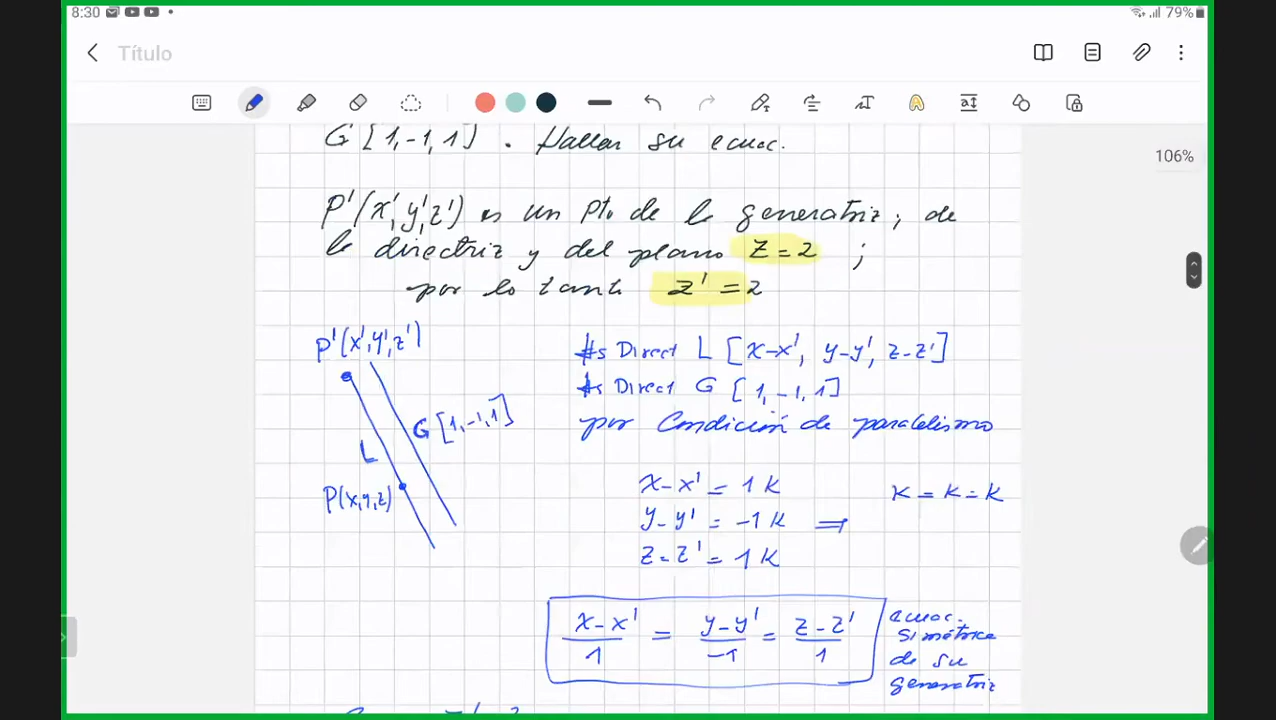 8:30
79%
Título
106%
G [1,-1,1] . Hallar su ecuac.
P'(x',y',z') es un pto de la generatriz, de
la directriz y del plano z = 2 ;
por lo tanto z' = 2
P'(x',y',z')
G [1,-1,1]
L
P(x,y,z)
#s Direct L [x-x', y-y', z-z']
#s Direct G [1,-1,1]
por Condición de paralelismo
x-x' = 1 K
y-y' = -1 K ⇒
z-z' = 1 K
K = K = K
x-x'/1 = y-y'/-1 = z-z'/1
ecuac.
simétrica
de su
generatriz